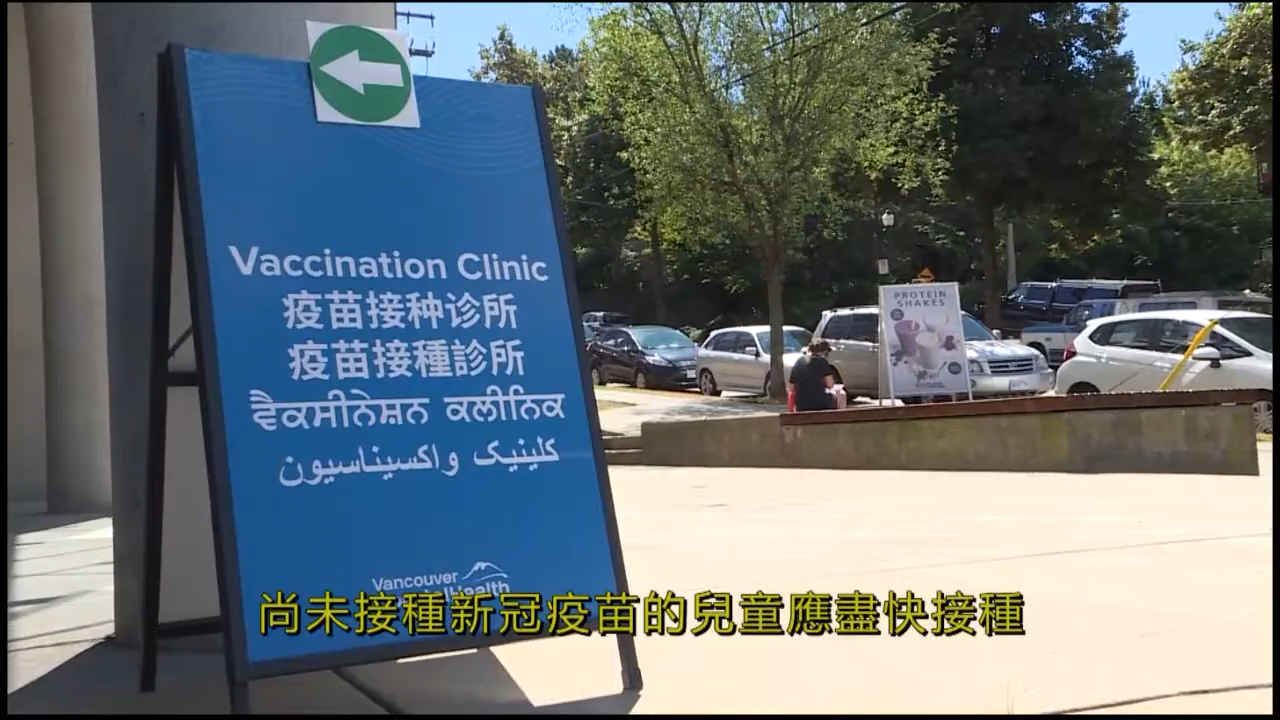 Vaccination Clinic
疫苗接种诊所
疫苗接種診所
ਵੈਕਸੀਨੇਸ਼ਨ ਕਲੀਨਿਕ
کلینیک واکسیناسیون
Vancouver
Health
PROTEIN
SHAKES
尚未接種新冠疫苗的兒童應盡快接種